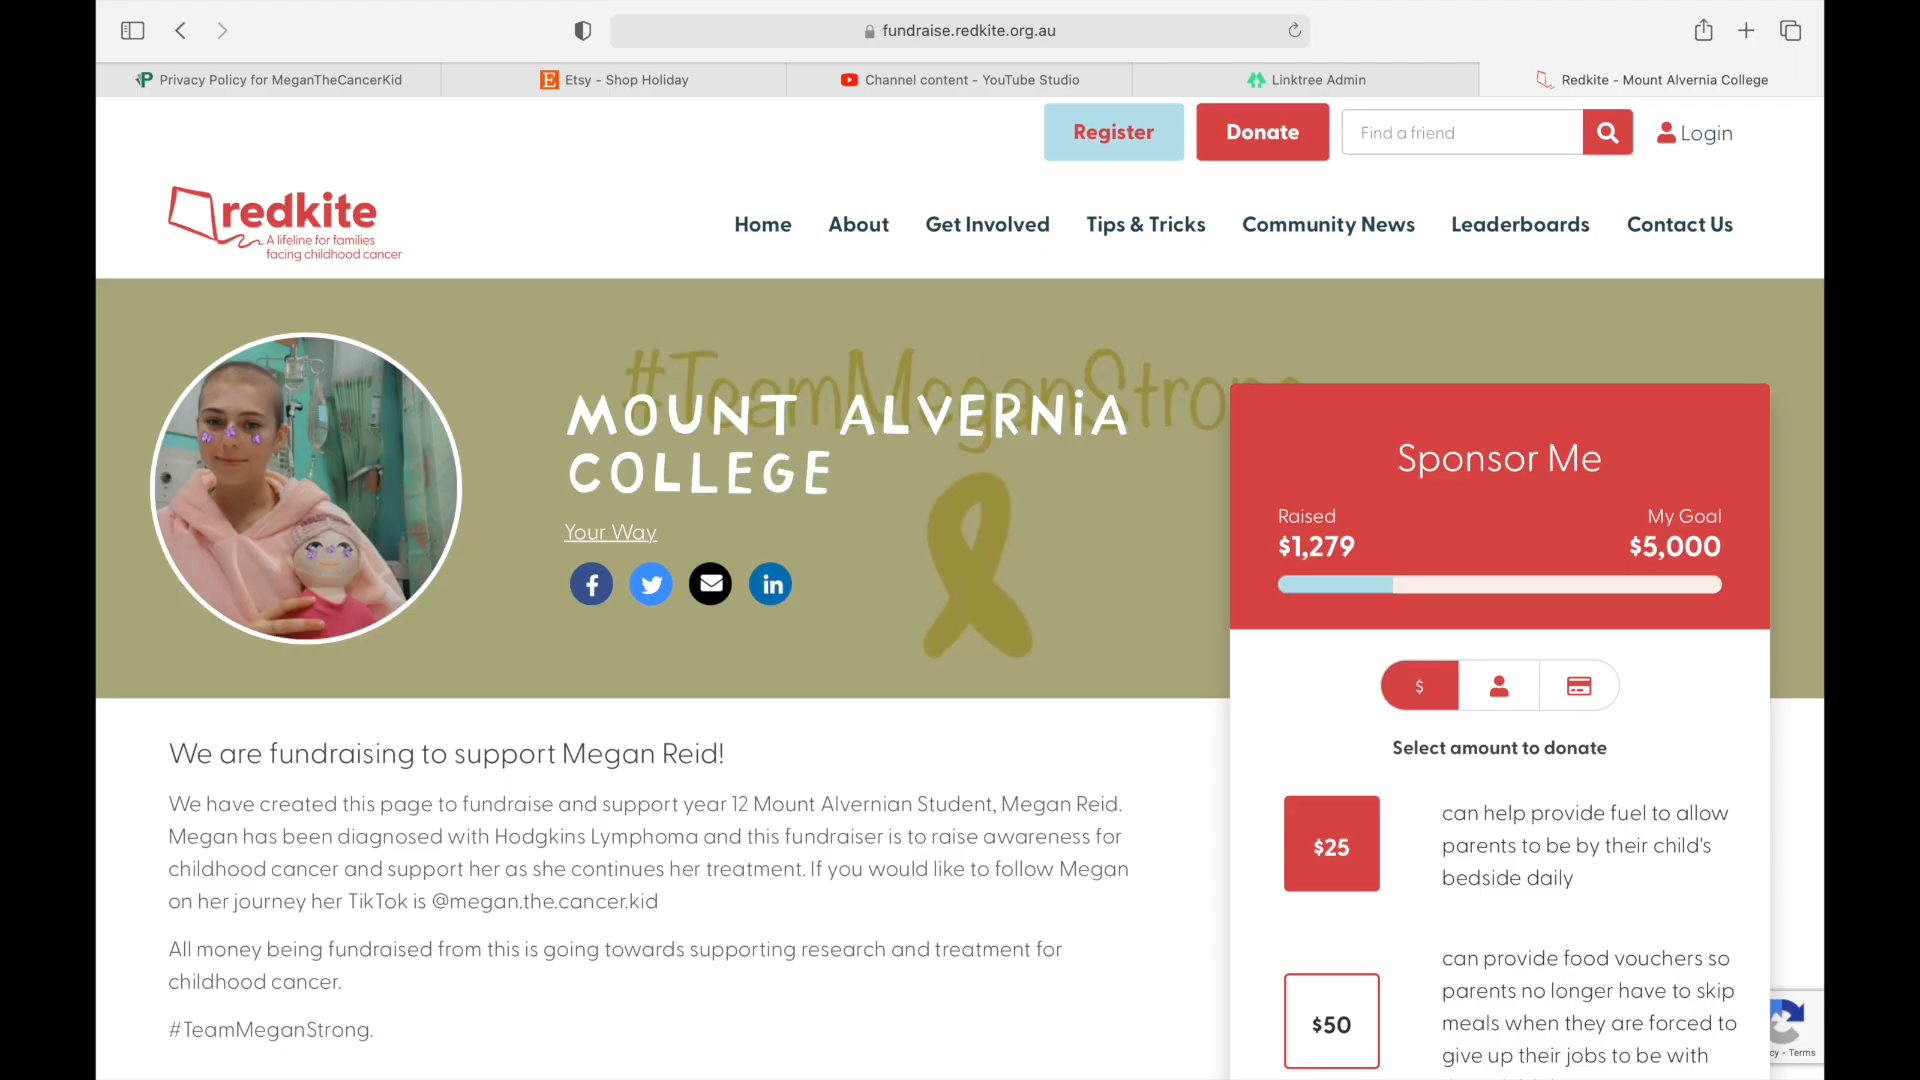 fundraise.redkite.org.au
Privacy Policy for MeganTheCancerKid
Etsy - Shop Holiday
Channel content - YouTube Studio
Linktree Admin
Redkite - Mount Alvernia College
Register
Donate
Find a friend
Login
redkite
A lifeline for families
facing childhood cancer
Home
About
Get Involved
Tips & Tricks
Community News
Leaderboards
Contact Us
#TeamMeganStrong
MOUNT ALVERNiA
COLLEGE
Your Way
Sponsor Me
Raised
My Goal
$1,279
$5,000
$
Select amount to donate
We are fundraising to support Megan Reid!
We have created this page to fundraise and support year 12 Mount Alvernian Student, Megan Reid.
Megan has been diagnosed with Hodgkins Lymphoma and this fundraiser is to raise awareness for
childhood cancer and support her as she continues her treatment. If you would like to follow Megan
on her journey her TikTok is @megan.the.cancer.kid
All money being fundraised from this is going towards supporting research and treatment for
childhood cancer.
#TeamMeganStrong.
$25
can help provide fuel to allow
parents to be by their child's
bedside daily
$50
can provide food vouchers so
parents no longer have to skip
meals when they are forced to
give up their jobs to be with
Terms